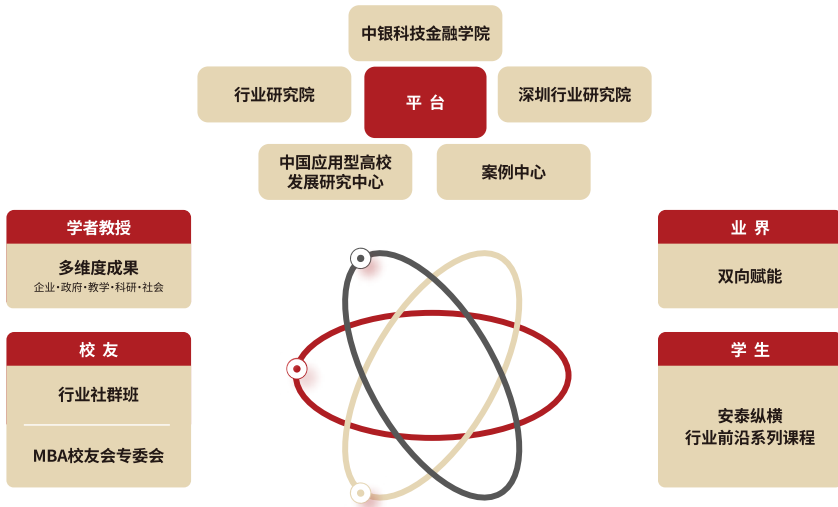 中银科技金融学院
行业研究院
平台
深圳行业研究院
中国应用型高校
发展研究中心
案例中心
学者教授
多维度成果
企业·政府·教学·科研·社会
校友
行业社群班
MBA校友会专委会
业界
双向赋能
学生
安泰纵横
行业前沿系列课程